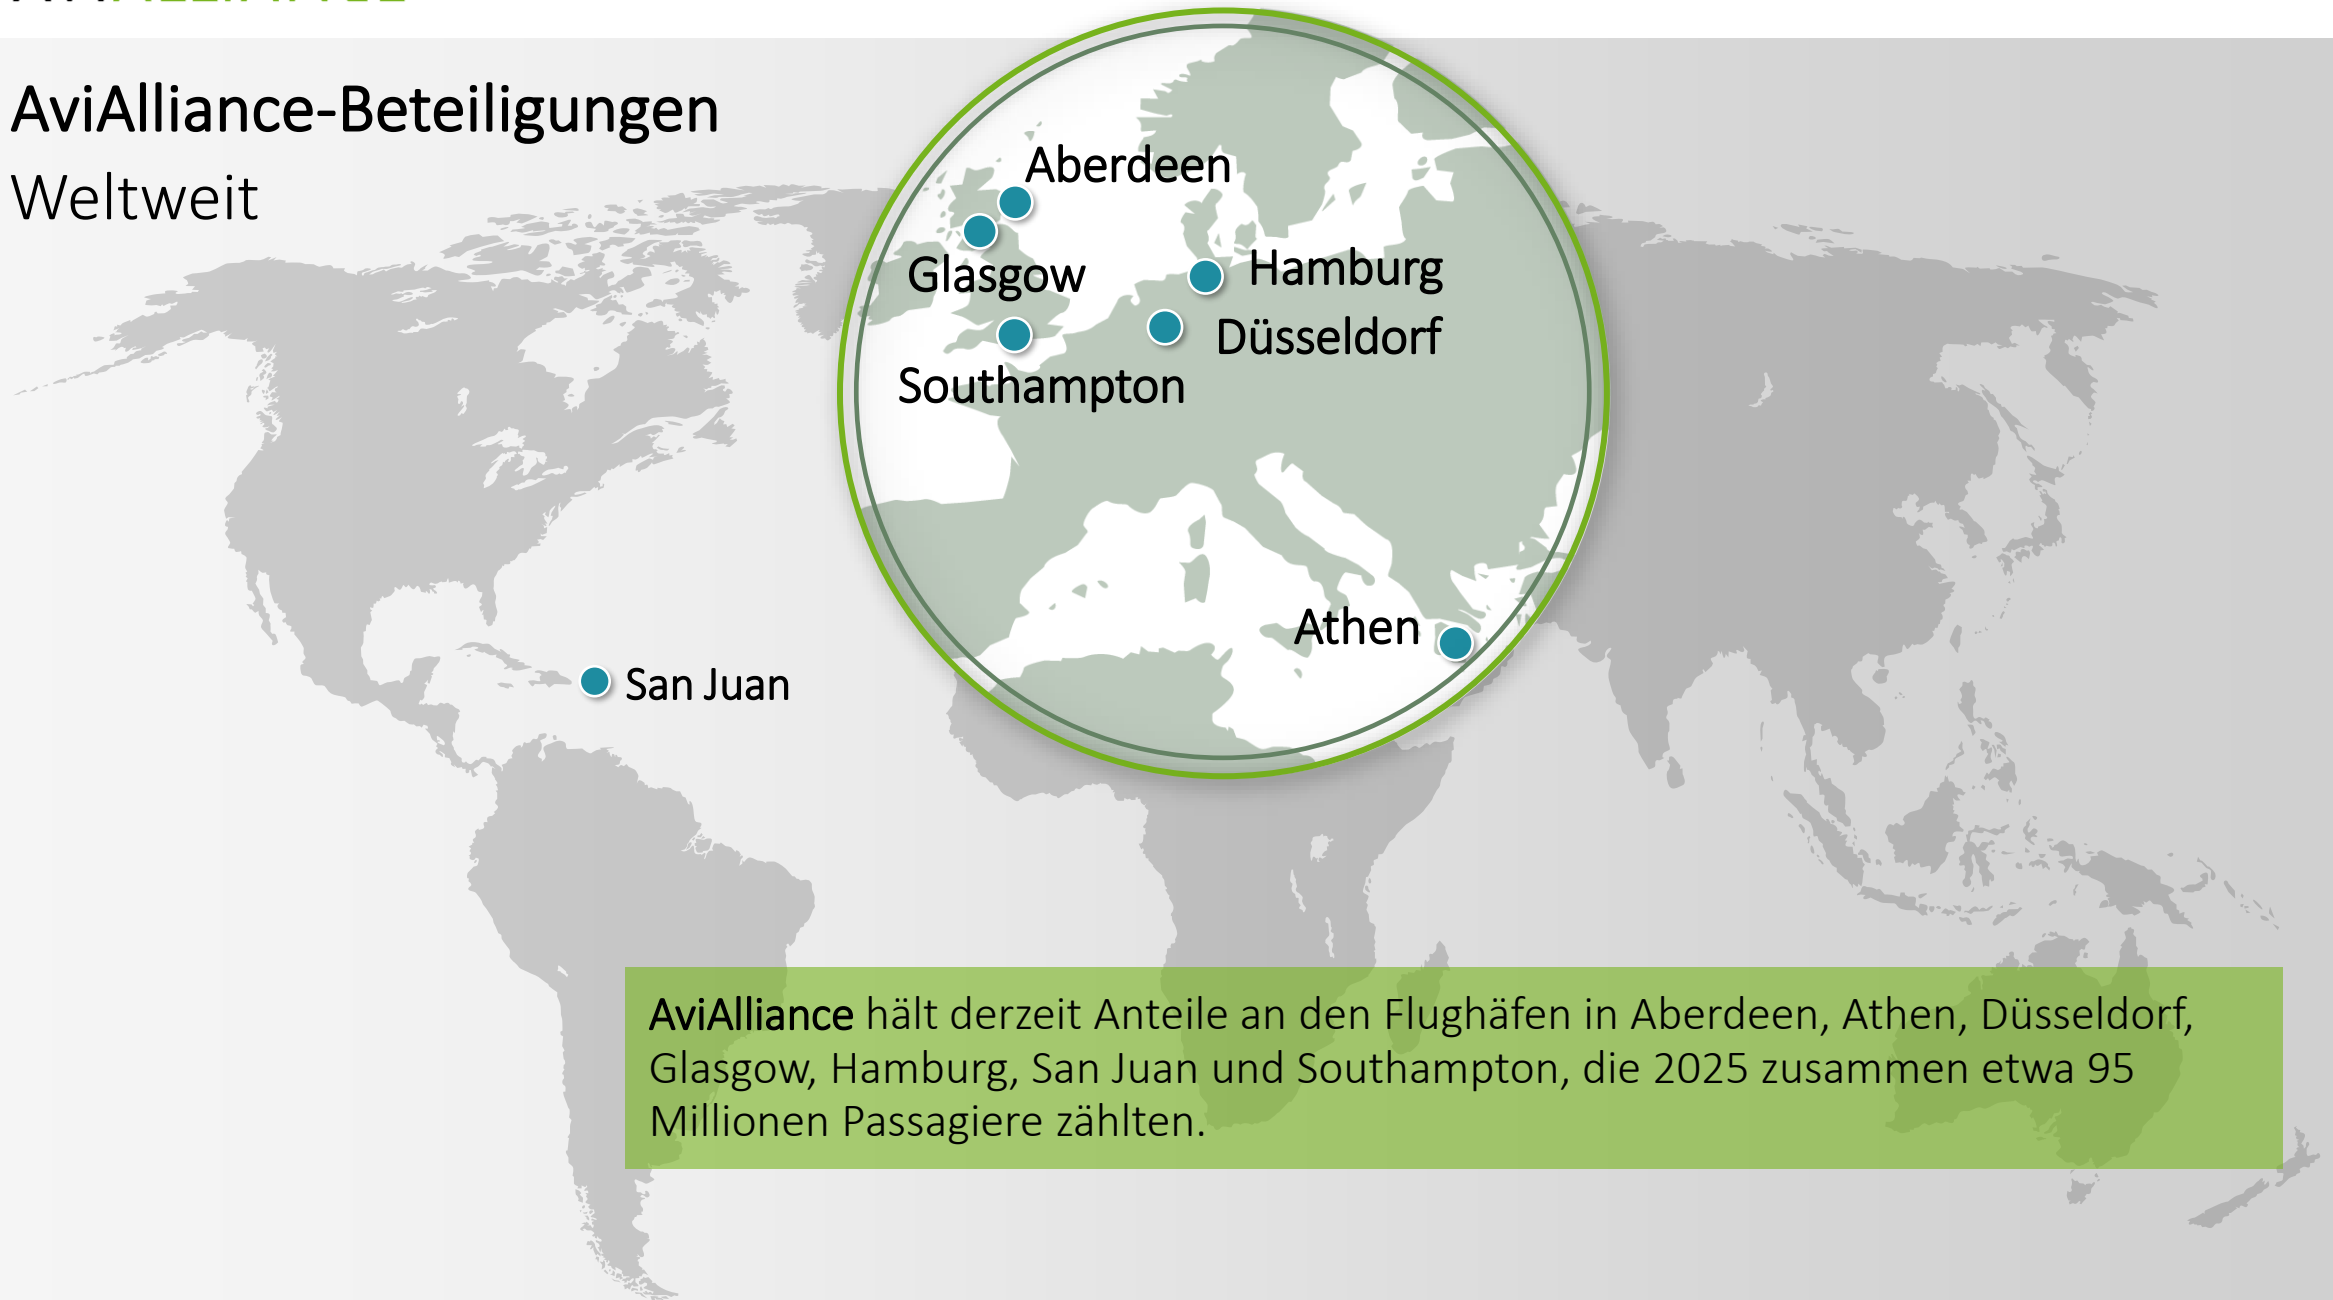 AviAlliance-Beteiligungen
Weltweit
Aberdeen
Glasgow
Hamburg
Düsseldorf
Southampton
Athen
San Juan
AviAlliance hält derzeit Anteile an den Flughäfen in Aberdeen, Athen, Düsseldorf,
Glasgow, Hamburg, San Juan und Southampton, die 2025 zusammen etwa 95
Millionen Passagiere zählten.